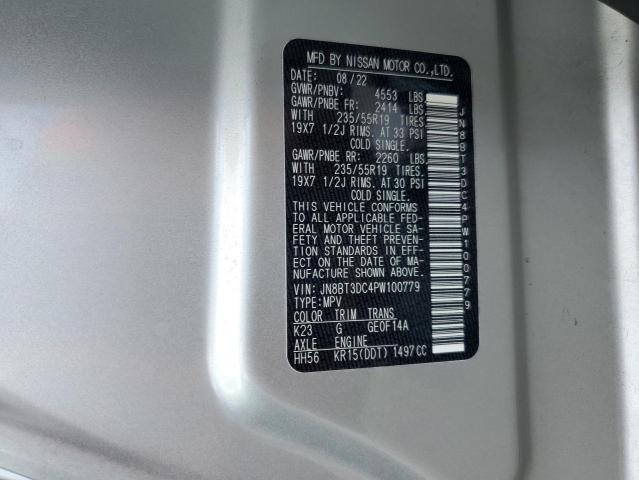 MFD BY NISSAN MOTOR CO.,LTD.
DATE: 08/22
GVWR/PNBV: 4553 LBS
GAWR/PNBE FR: 2414 LBS
WITH 235/55R19 TIRES.
19X7 1/2J RIMS. AT 33 PSI
COLD SINGLE.
GAWR/PNBE RR: 2260 LBS
WITH 235/55R19 TIRES.
19X7 1/2J RIMS. AT 30 PSI
COLD SINGLE.
THIS VEHICLE CONFORMS
TO ALL APPLICABLE FED-
ERAL MOTOR VEHICLE SA-
FETY AND THEFT PREVEN-
TION STANDARDS IN EFF-
ECT ON THE DATE OF MA-
NUFACTURE SHOWN ABOVE.
VIN: JN8BT3DC4PW100779
TYPE:MPV
COLOR TRIM TRANS
K23 G GE0F14A
AXLE ENGINE
HH56 KR15(DDT) 1497CC
JN8BT3DC4PW100779